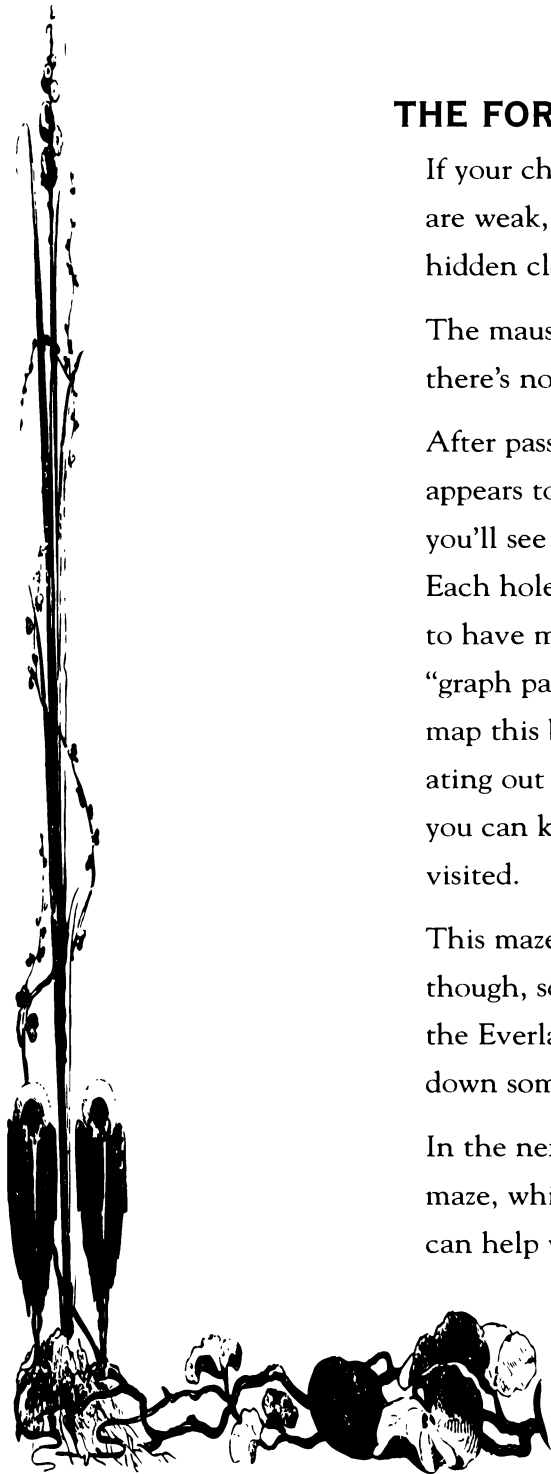 THE FOR
If your ch
are weak,
hidden cl
The maus
there's no
After pass
appears to
you'll see
Each hole
to have m
“graph pa
map this
ating out
you can k
visited.
This maze
though, s
the Everla
down som
In the nex
maze, whi
can help